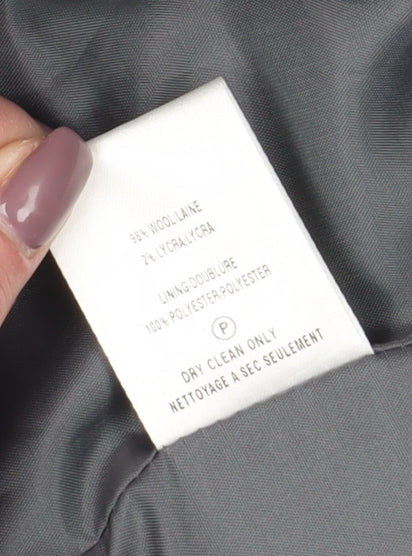 98% WOOL/LAINE
2% LYCRA/LYCRA
LINING/DOUBLURE
100% POLYESTER/POLYESTER
P
DRY CLEAN ONLY
NETTOYAGE A SEC SEULEMENT